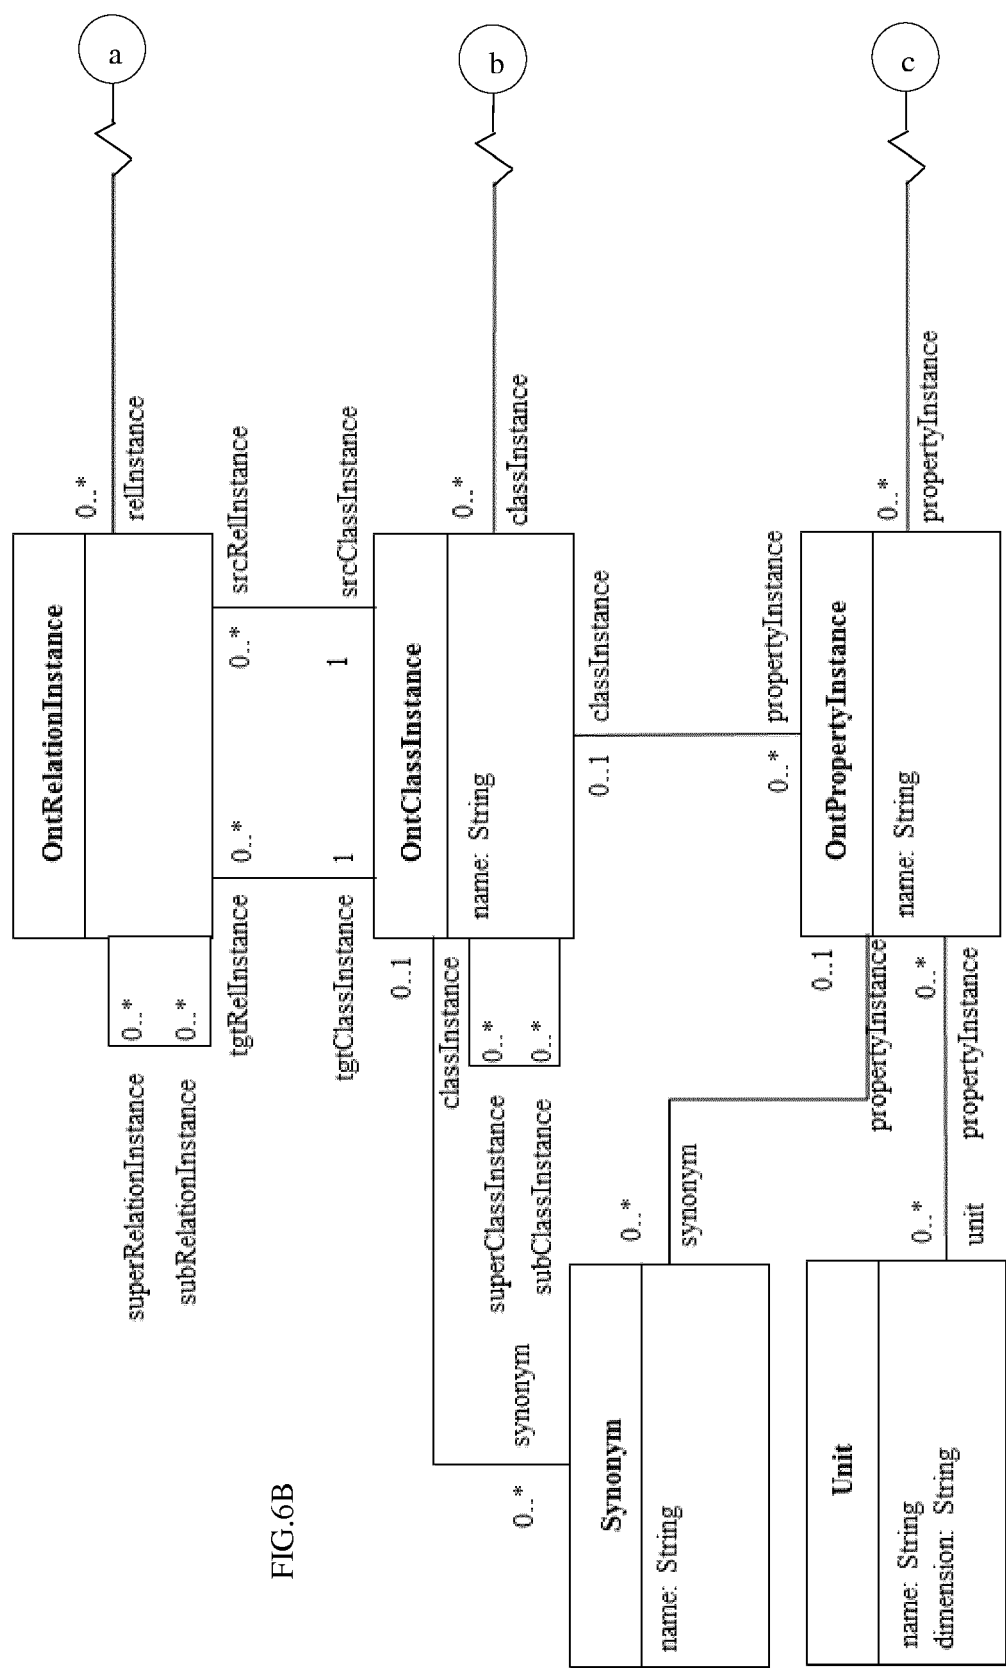 a
b
c
0..*
relInstance
0..*
classInstance
0..*
propertyInstance
OntRelationInstance
srcRelInstance
0..*
srcClassInstance
1
0..*
tgtRelInstance
1
tgtClassInstance
0..*
superRelationInstance
0..*
subRelationInstance
OntClassInstance
name: String
0..1
classInstance
0..*
superClassInstance
0..*
subClassInstance
classInstance
0..1
propertyInstance
0..*
OntPropertyInstance
name: String
0..1
propertyInstance
0..*
propertyInstance
synonym
0..*
0..*
synonym
0..*
unit
Synonym
name: String
Unit
name: String
dimension: String
FIG.6B